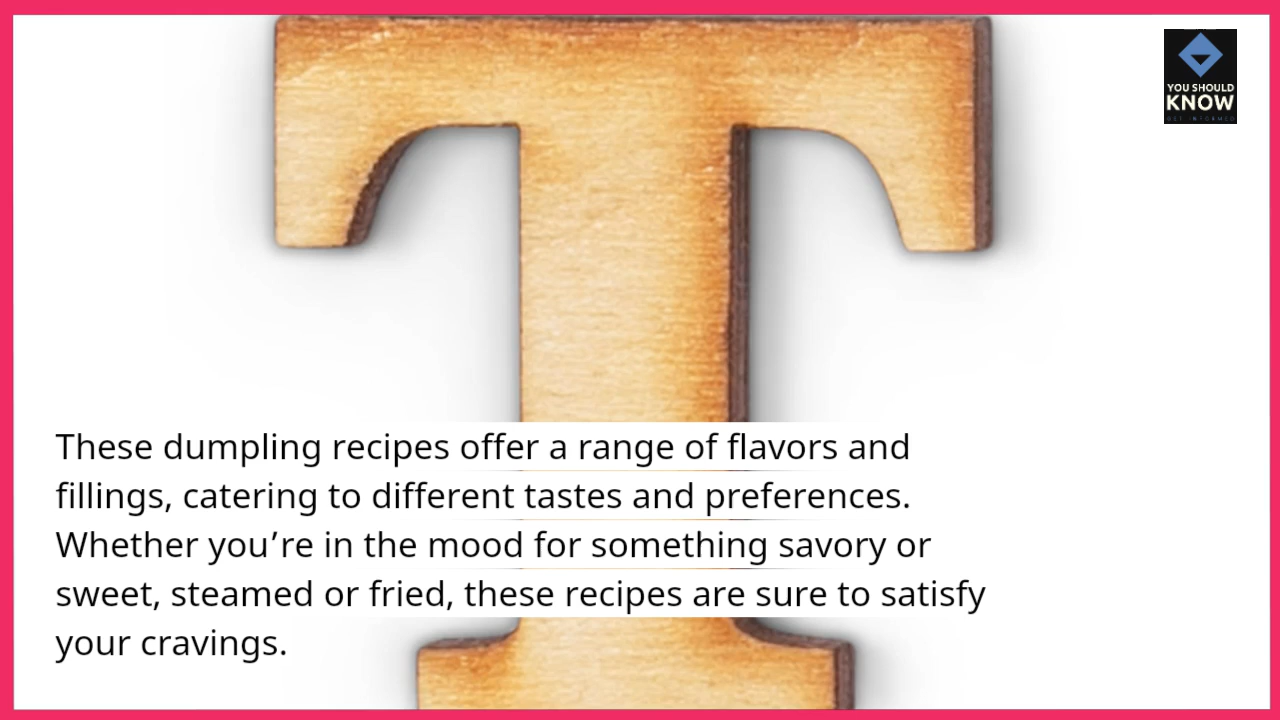 T
YOU SHOULD
KNOW
GET INFORMED
These dumpling recipes offer a range of flavors and
fillings, catering to different tastes and preferences.
Whether you’re in the mood for something savory or
sweet, steamed or fried, these recipes are sure to satisfy
your cravings.